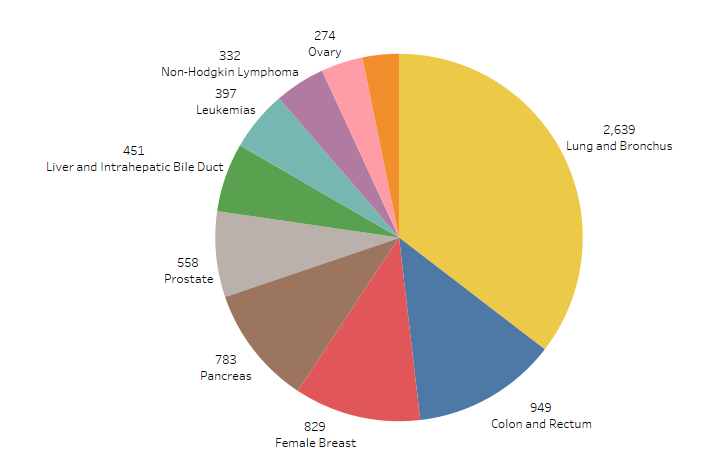 274
Ovary
332
Non-Hodgkin Lymphoma
397
Leukemias
451
Liver and Intrahepatic Bile Duct
558
Prostate
783
Pancreas
829
Female Breast
949
Colon and Rectum
2,639
Lung and Bronchus